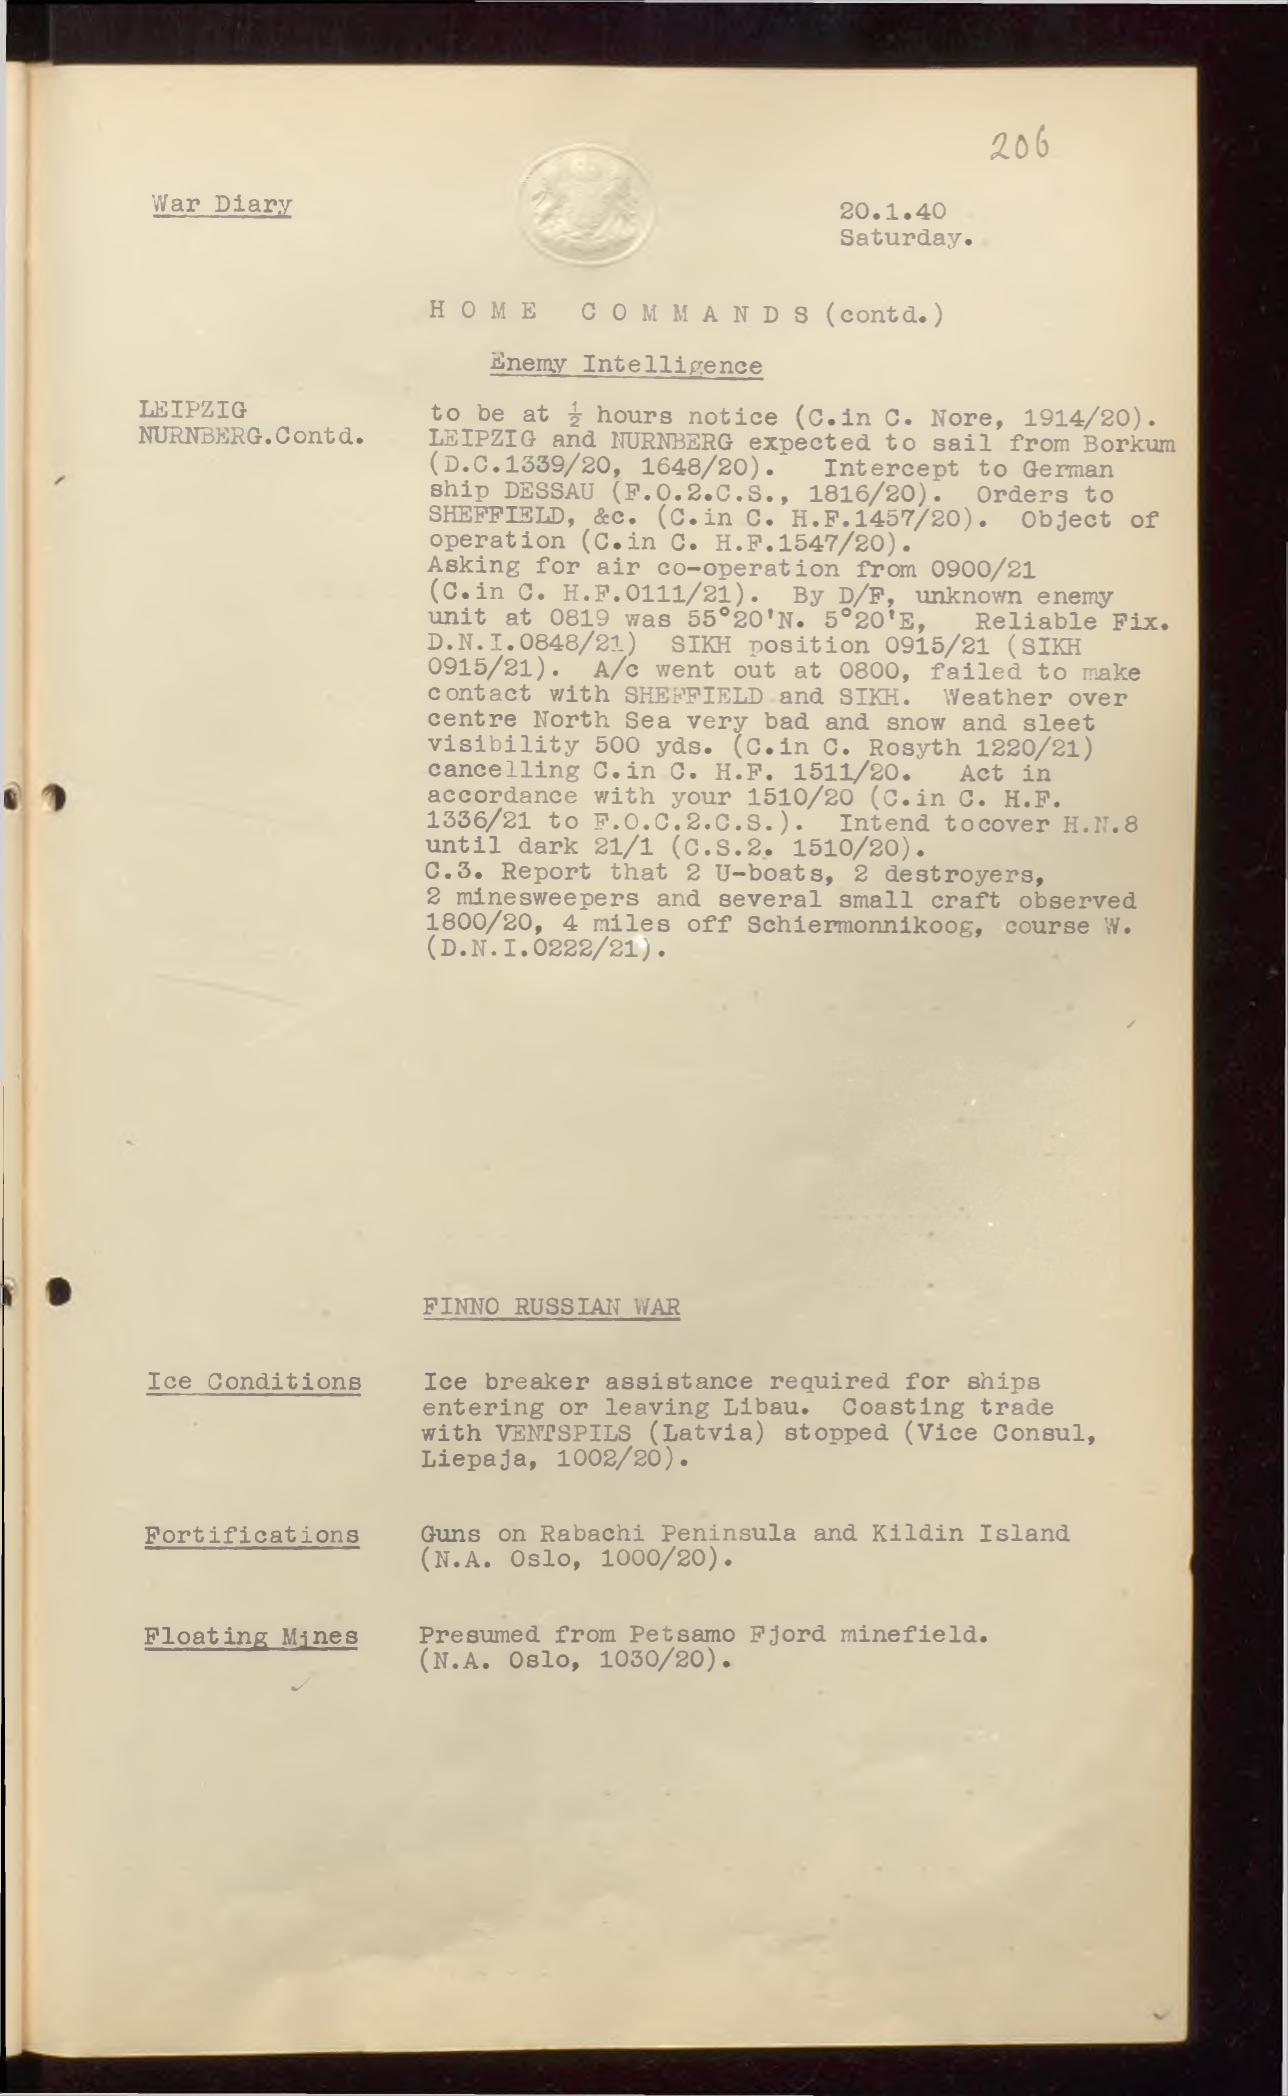 206
War Diary
20.1.40
Saturday.
HOME COMMANDS (contd.)
Enemy Intelligence
LEIPZIG
NURNBERG.Contd.
to be at ½ hours notice (C.in C. Nore, 1914/20).
LEIPZIG and NURNBERG expected to sail from Borkum
(D.C.1339/20, 1648/20). Intercept to German
ship DESSAU (F.O.2.C.S., 1816/20). Orders to
SHEFFIELD, &c. (C.in C. H.F.1457/20). Object of
operation (C.in C. H.F.1547/20).
Asking for air co-operation from 0900/21
(C.in C. H.F.0111/21). By D/F, unknown enemy
unit at 0819 was 55°20'N. 5°20'E, Reliable Fix.
D.N.I.0848/21) SIKH position 0915/21 (SIKH
0915/21). A/c went out at 0800, failed to make
contact with SHEFFIELD and SIKH. Weather over
centre North Sea very bad and snow and sleet
visibility 500 yds. (C.in C. Rosyth 1220/21)
cancelling C.in C. H.F. 1511/20. Act in
accordance with your 1510/20 (C.in C. H.F.
1336/21 to F.O.C.2.C.S.). Intend tocover H.N.8
until dark 21/1 (C.S.2. 1510/20).
C.3. Report that 2 U-boats, 2 destroyers,
2 minesweepers and several small craft observed
1800/20, 4 miles off Schiermonnikoog, course W.
(D.N.I.0222/21).
FINNO RUSSIAN WAR
Ice Conditions
Ice breaker assistance required for ships
entering or leaving Libau. Coasting trade
with VENTSPILS (Latvia) stopped (Vice Consul,
Liepaja, 1002/20).
Fortifications
Guns on Rabachi Peninsula and Kildin Island
(N.A. Oslo, 1000/20).
Floating Mines
Presumed from Petsamo Fjord minefield.
(N.A. Oslo, 1030/20).